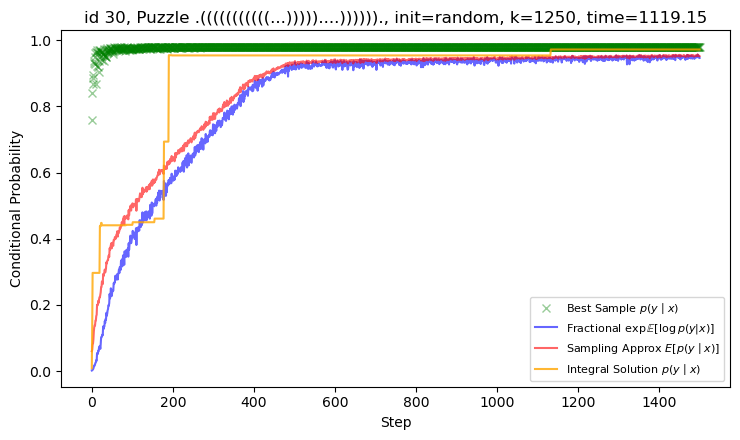 id 30, Puzzle .(((((((((((...)))))....))))))., init=random, k=1250, time=1119.15
1.0
0.8
0.6
0.4
0.2
0.0
Conditional Probability
Best Sample p(y | x)
Fractional exp𝔼[log p(y|x)]
Sampling Approx E[p(y | x)]
Integral Solution p(y | x)
0 200 400 600 800 1000 1200 1400
Step